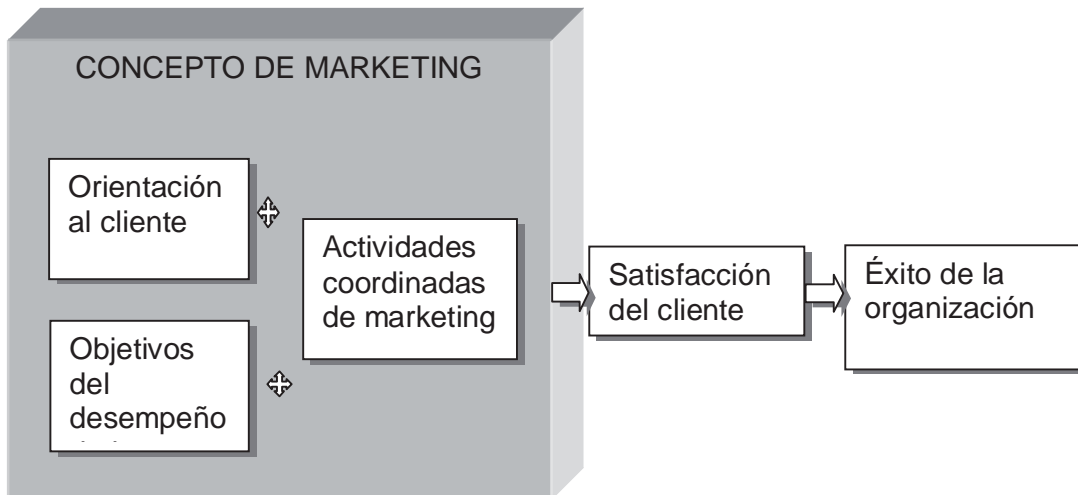 CONCEPTO DE MARKETING
Orientación
al cliente
Actividades
coordinadas
de marketing
Objetivos
del
desempeño
Satisfacción
del cliente
Éxito de la
organización